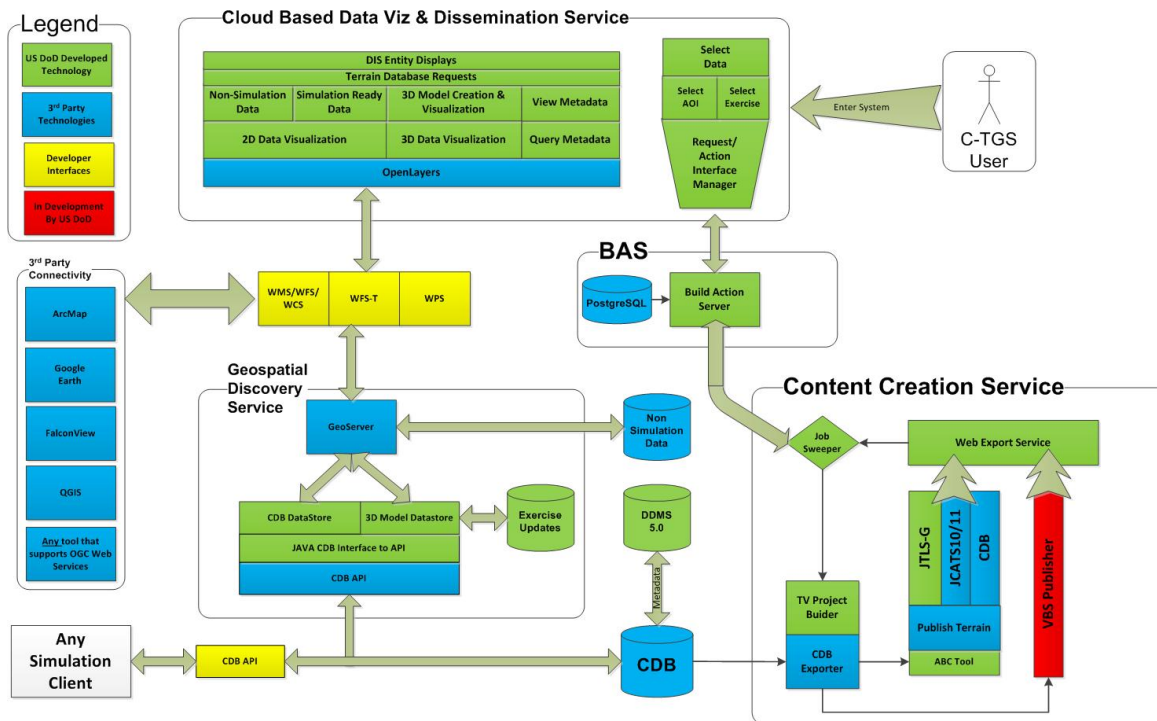 Legend
US DoD Developed
Technology
3rd Party
Technologies
Developer
Interfaces
In Development
By US DoD
Cloud Based Data Viz & Dissemination Service
DIS Entity Displays
Terrain Database Requests
Non-Simulation
Data
Simulation Ready
Data
3D Model Creation &
Visualization
View Metadata
2D Data Visualization
3D Data Visualization
Query Metadata
OpenLayers
Select
Data
Select
AOI
Select
Exercise
Request/
Action
Interface
Manager
Enter System
C-TGS
User
3rd Party
Connectivity
ArcMap
Google
Earth
FalconView
QGIS
Any tool that
supports OGC Web
Services
WMS/WFS/
WCS
WFS-T
WPS
BAS
PostgreSQL
Build Action
Server
Geospatial
Discovery
Service
GeoServer
Non
Simulation
Data
CDB DataStore
3D Model Datastore
JAVA CDB Interface to API
CDB API
Exercise
Updates
DDMS
5.0
Metadata
CDB
Any
Simulation
Client
CDB API
Content Creation Service
Job
Sweeper
Web Export Service
JTLS-G
JCATS10/11
CDB
VBS Publisher
TV Project
Buider
CDB
Exporter
Publish Terrain
ABC Tool